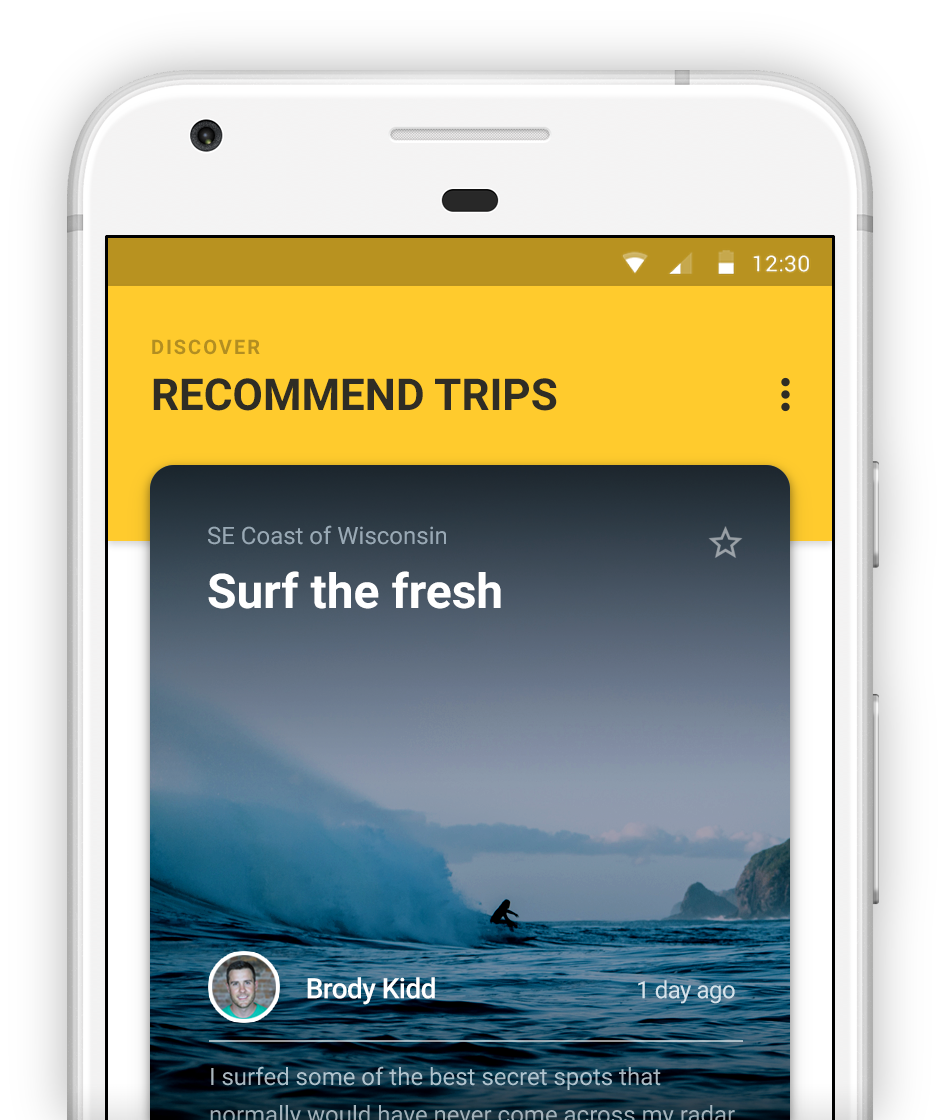 12:30
DISCOVER
RECOMMEND TRIPS
SE Coast of Wisconsin
Surf the fresh
Brody Kidd
1 day ago
I surfed some of the best secret spots that
normally would have never come across my radar